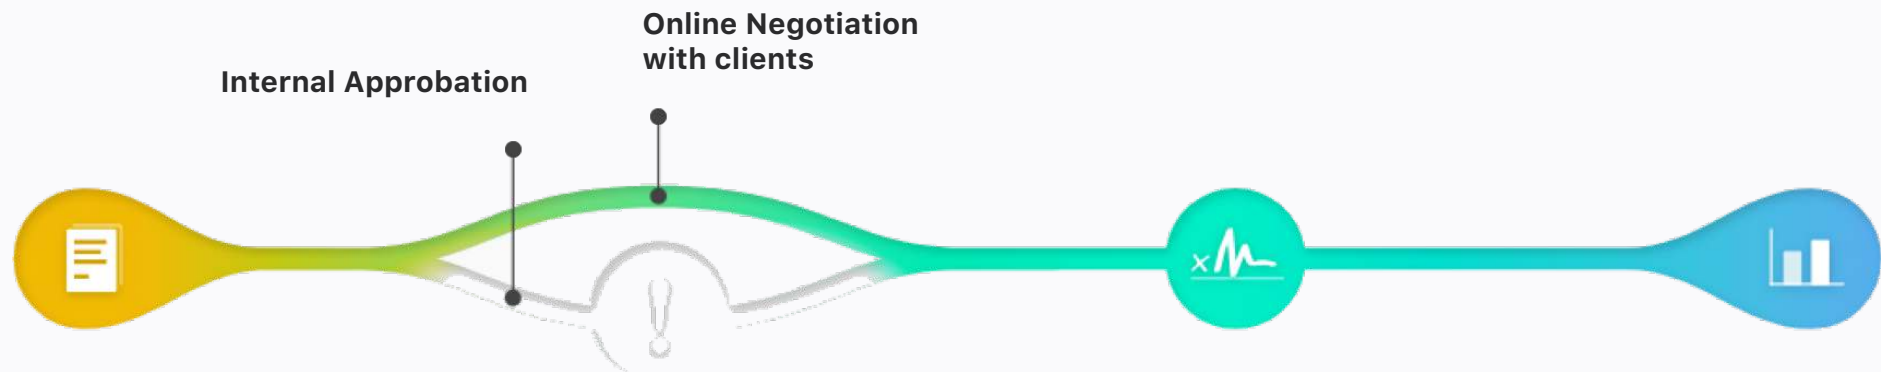 Online Negotiation
with clients
Internal Approbation
x